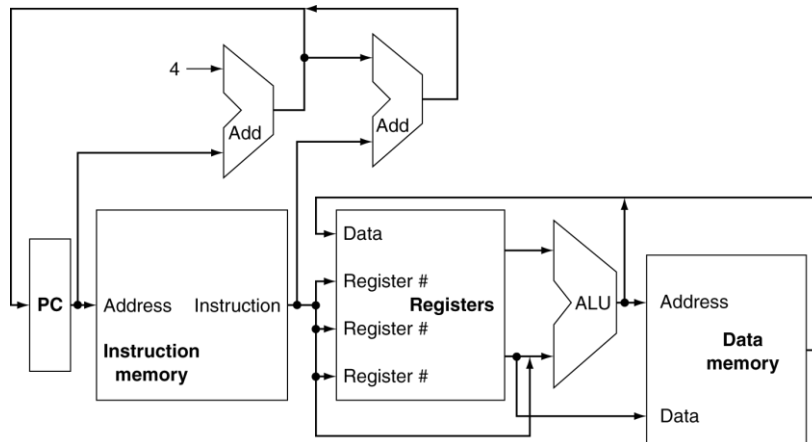 4
Add
Add
Data
Register #
PC
Address
Instruction
Registers
ALU
Address
Instruction
memory
Register #
Data
memory
Register #
Data